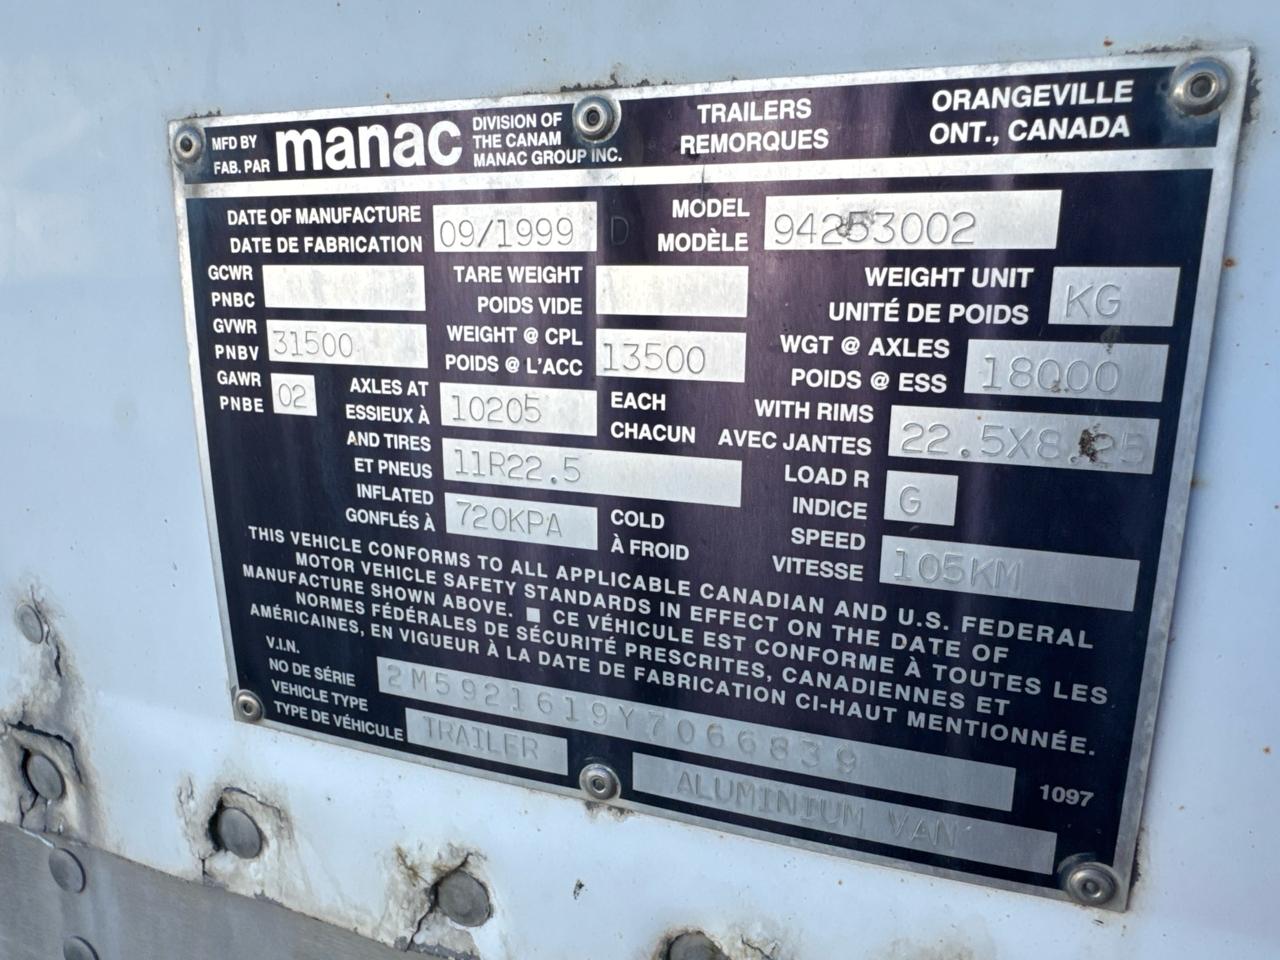 MFD BY
FAB. PAR
manac
DIVISION OF
THE CANAM
MANAC GROUP INC.
TRAILERS
REMORQUES
ORANGEVILLE
ONT., CANADA
DATE OF MANUFACTURE
DATE DE FABRICATION
09/1999 D
MODEL
MODÈLE
94253002
GCWR
PNBC
TARE WEIGHT
POIDS VIDE
WEIGHT UNIT
UNITÉ DE POIDS
KG
GVWR
PNBV
31500
WEIGHT @ CPL
POIDS @ L'ACC
13500
WGT @ AXLES
POIDS @ ESS
18000
GAWR
PNBE
02
AXLES AT
ESSIEUX À
10205
EACH
CHACUN
WITH RIMS
AVEC JANTES
22.5X8.25
AND TIRES
ET PNEUS
11R22.5
LOAD R
INDICE
G
INFLATED
GONFLÉS À
720KPA
COLD
À FROID
SPEED
VITESSE
105KM
THIS VEHICLE CONFORMS TO ALL APPLICABLE CANADIAN AND U.S. FEDERAL
MOTOR VEHICLE SAFETY STANDARDS IN EFFECT ON THE DATE OF
MANUFACTURE SHOWN ABOVE. ■ CE VÉHICULE EST CONFORME À TOUTES LES
NORMES FÉDÉRALES DE SÉCURITÉ PRESCRITES, CANADIENNES ET
AMÉRICAINES, EN VIGUEUR À LA DATE DE FABRICATION CI-HAUT MENTIONNÉE.
V.I.N.
NO DE SÉRIE
2M5921619Y7066839
VEHICLE TYPE
TYPE DE VÉHICULE
TRAILER
ALUMINIUM VAN
1097